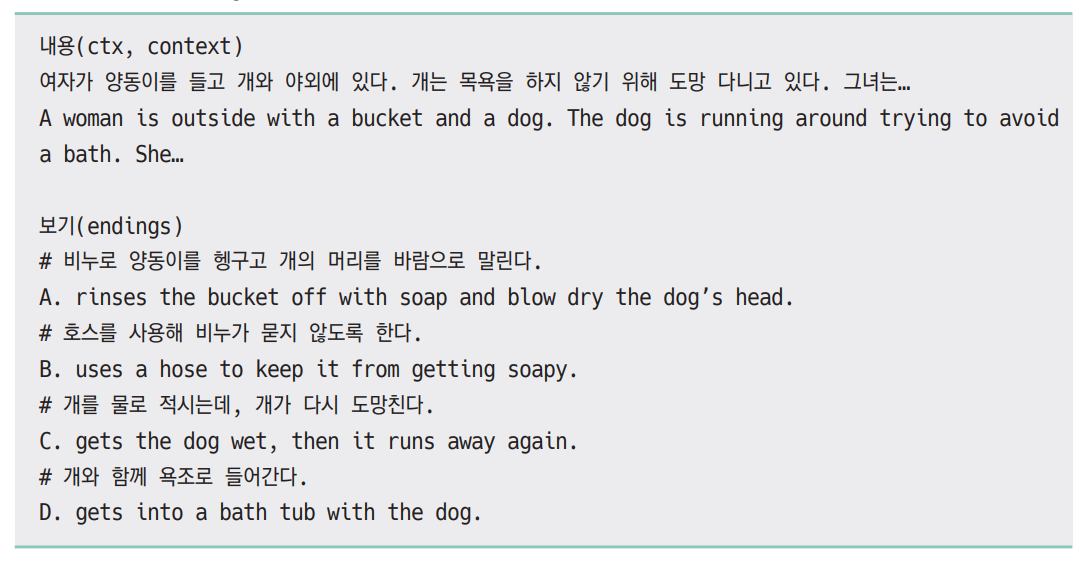 내용(ctx, context)
여자가 양동이를 들고 개와 야외에 있다. 개는 목욕을 하지 않기 위해 도망 다니고 있다. 그녀는…
A woman is outside with a bucket and a dog. The dog is running around trying to avoid
a bath. She…
보기(endings)
# 비누로 양동이를 헹구고 개의 머리를 바람으로 말린다.
A. rinses the bucket off with soap and blow dry the dog’s head.
# 호스를 사용해 비누가 묻지 않도록 한다.
B. uses a hose to keep it from getting soapy.
# 개를 물로 적시는데, 개가 다시 도망친다.
C. gets the dog wet, then it runs away again.
# 개와 함께 욕조로 들어간다.
D. gets into a bath tub with the dog.